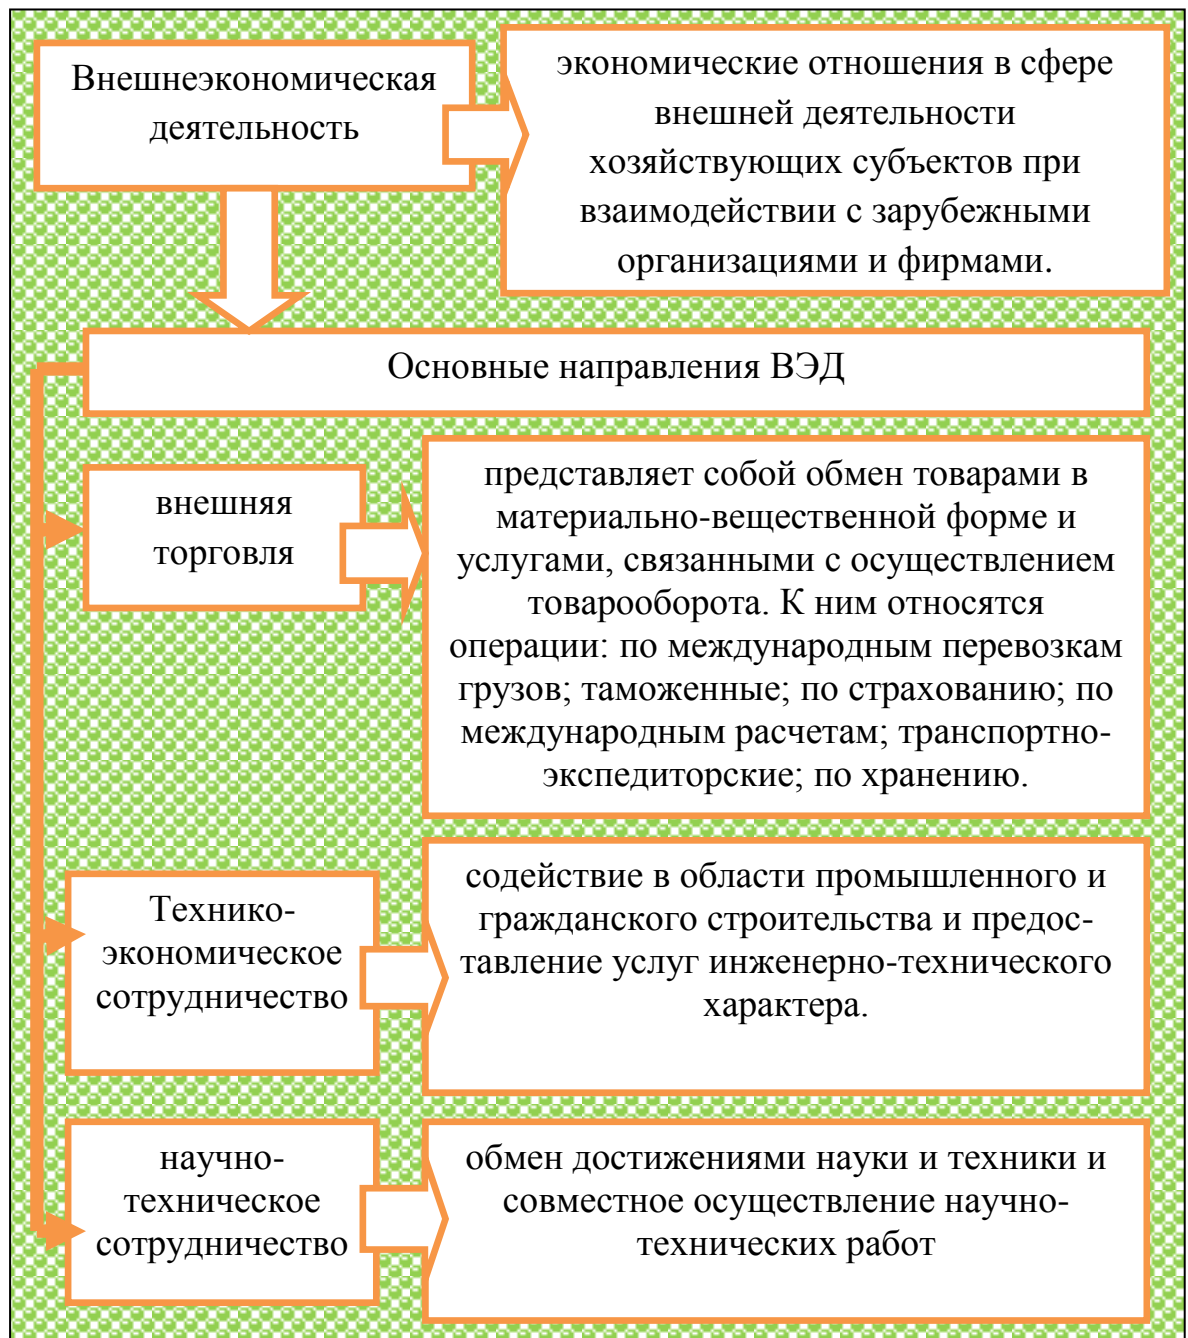 Внешнеэкономическая
деятельность
экономические отношения в сфере
внешней деятельности
хозяйствующих субъектов при
взаимодействии с зарубежными
организациями и фирмами.
Основные направления ВЭД
внешняя
торговля
представляет собой обмен товарами в
материально-вещественной форме и
услугами, связанными с осуществлением
товарооборота. К ним относятся
операции: по международным перевозкам
грузов; таможенные; по страхованию; по
международным расчетам; транспортно-
экспедиторские; по хранению.
Технико-
экономическое
сотрудничество
содействие в области промышленного и
гражданского строительства и предос-
тавление услуг инженерно-технического
характера.
научно-
техническое
сотрудничество
обмен достижениями науки и техники и
совместное осуществление научно-
технических работ